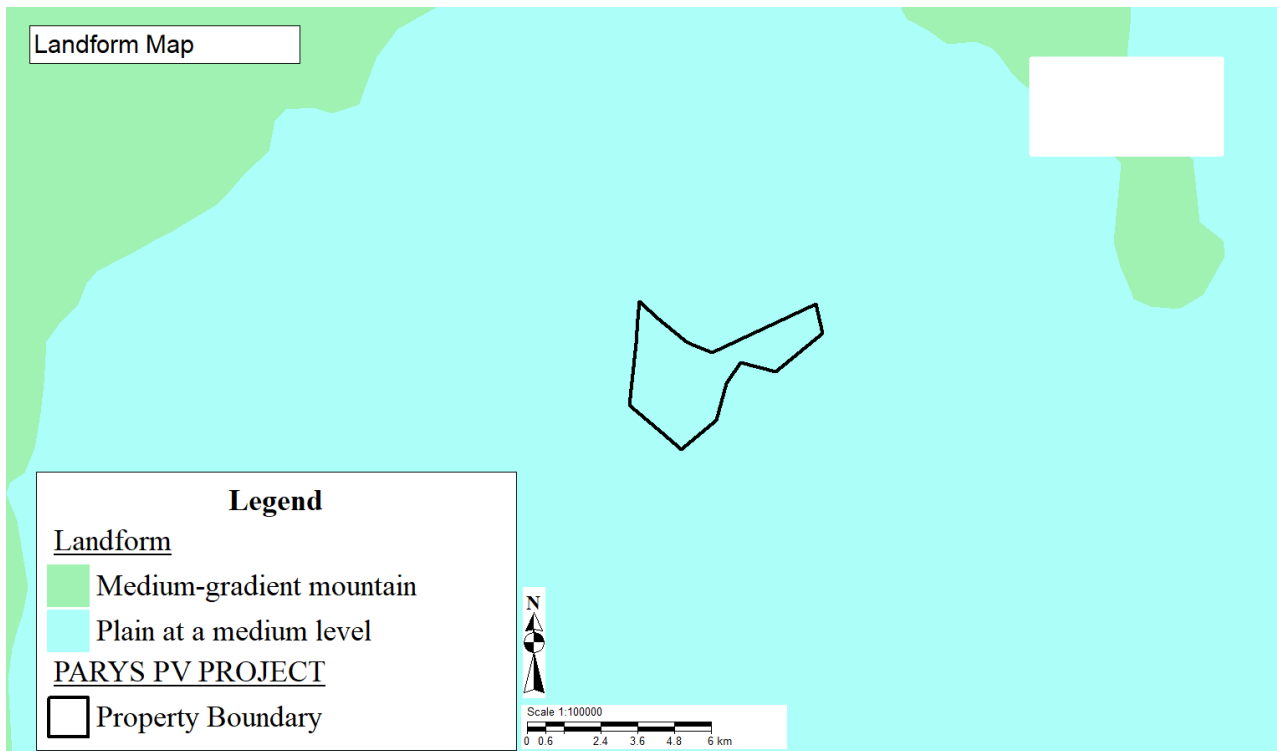 Landform Map
Legend
Landform
Medium-gradient mountain
Plain at a medium level
PARYS PV PROJECT
Property Boundary
N
Scale 1:100000
0 0.6 2.4 3.6 4.8 6 km